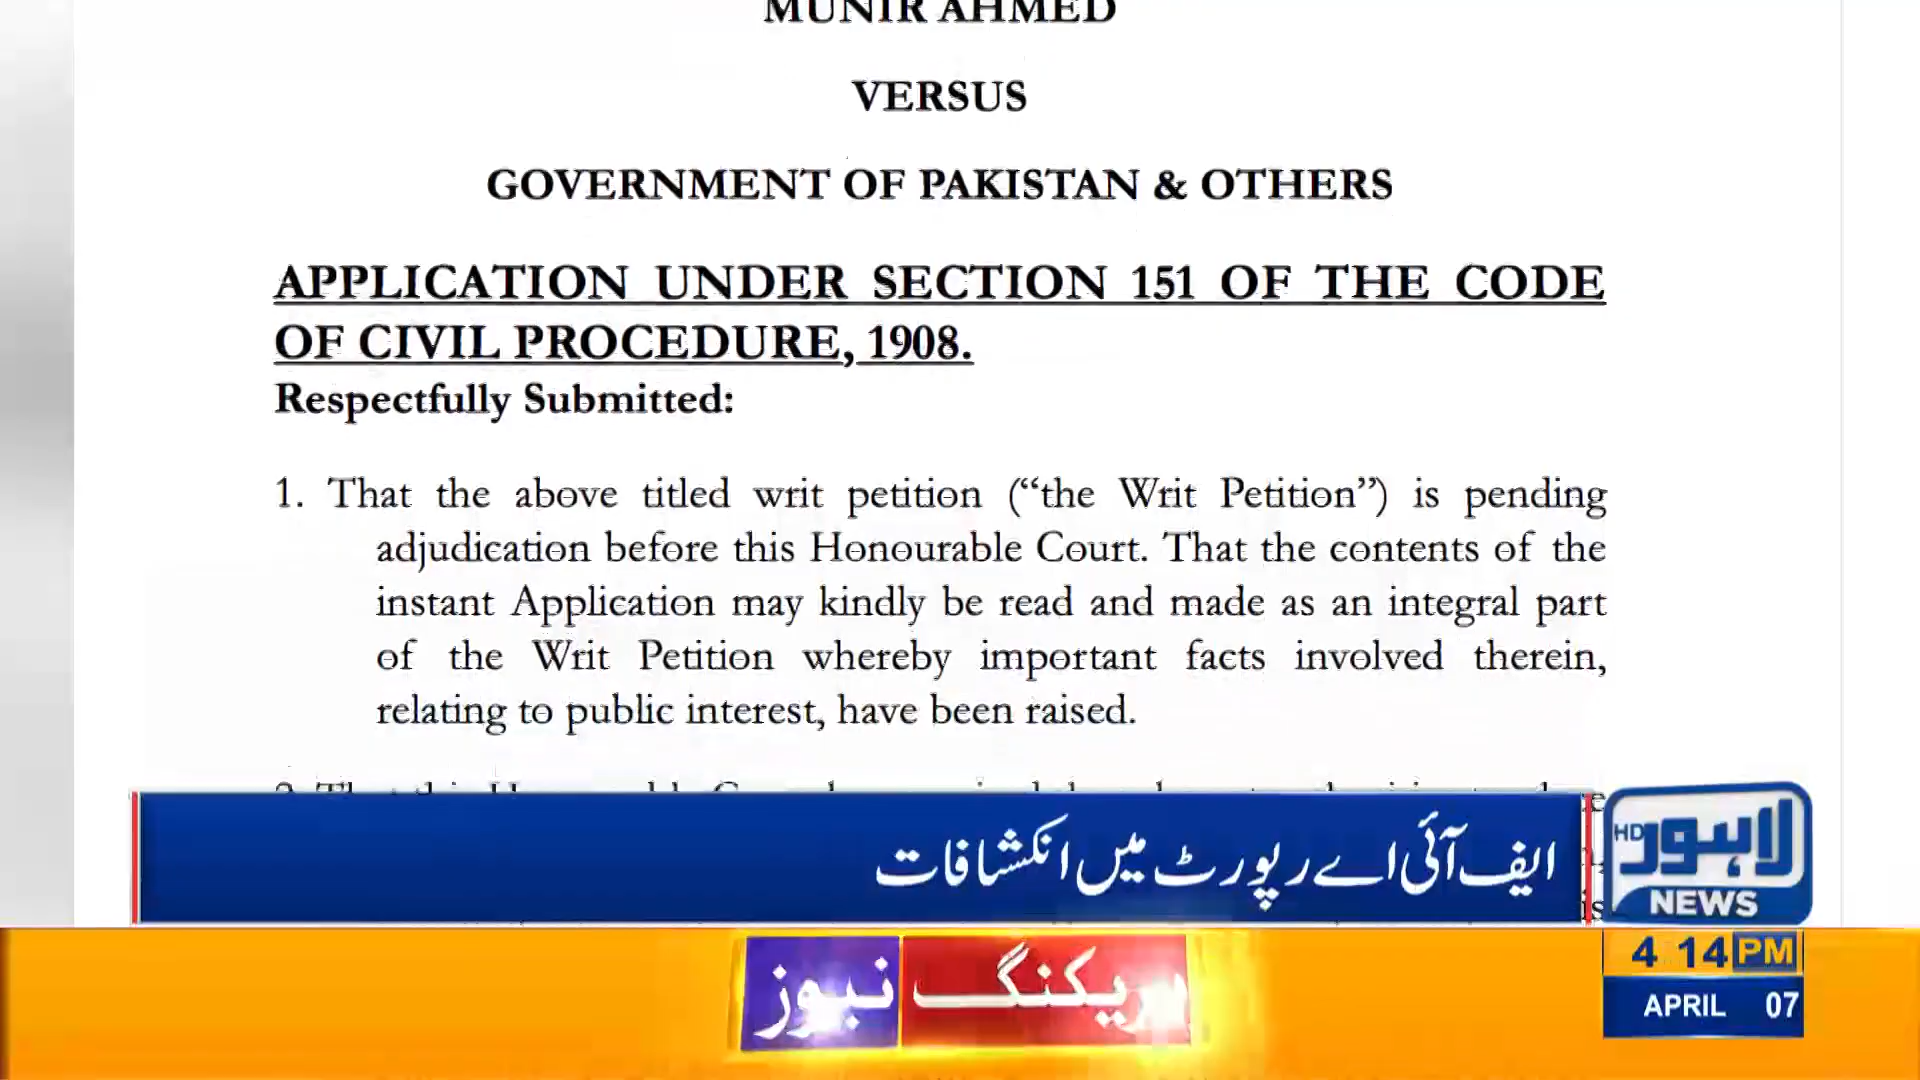 MUNIR AHMED
VERSUS
GOVERNMENT OF PAKISTAN & OTHERS
APPLICATION UNDER SECTION 151 OF THE CODE
OF CIVIL PROCEDURE, 1908.
Respectfully Submitted:
1. That the above titled writ petition (“the Writ Petition”) is pending
adjudication before this Honourable Court. That the contents of the
instant Application may kindly be read and made as an integral part
of the Writ Petition whereby important facts involved therein,
relating to public interest, have been raised.
ایف آئی اے رپورٹ میں انکشافات
لاہور HD
NEWS
بریکنگ نیوز
4 14 PM
APRIL 07